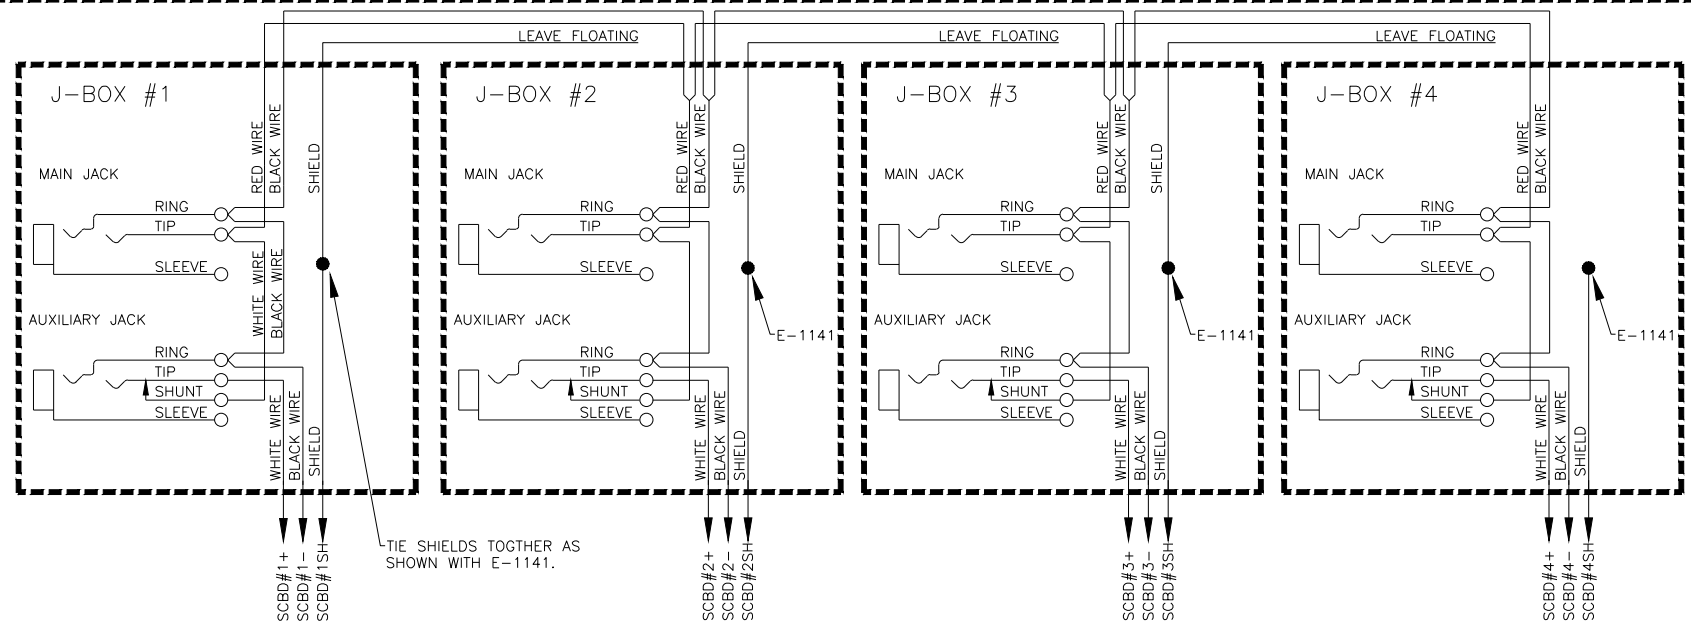 LEAVE FLOATING
LEAVE FLOATING
LEAVE FLOATING
J-BOX #1
RED WIRE
BLACK WIRE
SHIELD
MAIN JACK
RING
TIP
SLEEVE
WHITE WIRE
BLACK WIRE
AUXILIARY JACK
RING
TIP
SHUNT
SLEEVE
WHITE WIRE
BLACK WIRE
SHIELD
SCBD#1+
SCBD#1-
SCBD#1SH
TIE SHIELDS TOGTHER AS
SHOWN WITH E-1141.
J-BOX #2
RED WIRE
BLACK WIRE
SHIELD
MAIN JACK
RING
TIP
SLEEVE
AUXILIARY JACK
E-1141
RING
TIP
SHUNT
SLEEVE
WHITE WIRE
BLACK WIRE
SHIELD
SCBD#2+
SCBD#2-
SCBD#2SH
J-BOX #3
RED WIRE
BLACK WIRE
SHIELD
MAIN JACK
RING
TIP
SLEEVE
AUXILIARY JACK
E-1141
RING
TIP
SHUNT
SLEEVE
WHITE WIRE
BLACK WIRE
SHIELD
SCBD#3+
SCBD#3-
SCBD#3SH
J-BOX #4
RED WIRE
BLACK WIRE
MAIN JACK
RING
TIP
SLEEVE
AUXILIARY JACK
E-1141
RING
TIP
SHUNT
SLEEVE
WHITE WIRE
BLACK WIRE
SHIELD
SCBD#4+
SCBD#4-
SCBD#4SH